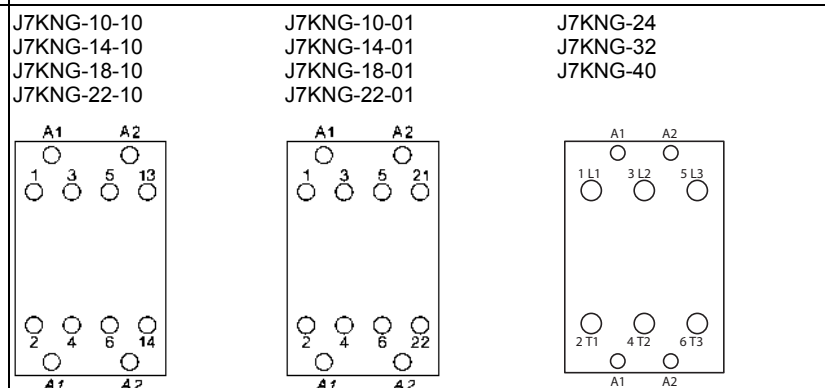 J7KNG-10-10
J7KNG-14-10
J7KNG-18-10
J7KNG-22-10
A1 A2
1 3 5 13
2 4 6 14
A1 A2
J7KNG-10-01
J7KNG-14-01
J7KNG-18-01
J7KNG-22-01
A1 A2
1 3 5 21
2 4 6 22
A1 A2
J7KNG-24
J7KNG-32
J7KNG-40
A1 A2
1 L1 3 L2 5 L3
2 T1 4 T2 6 T3
A1 A2